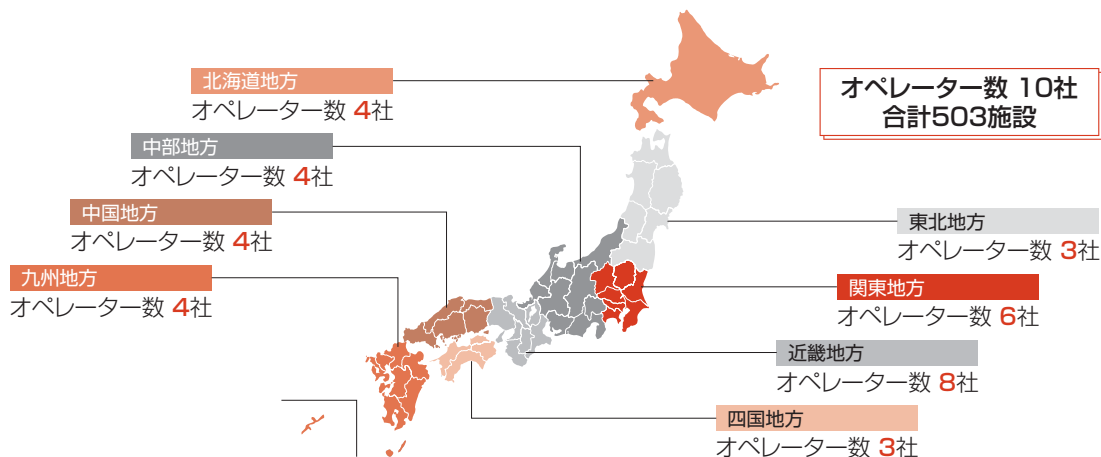 北海道地方
オペレーター数 4社
中部地方
オペレーター数 4社
中国地方
オペレーター数 4社
九州地方
オペレーター数 4社
オペレーター数 10社
合計503施設
東北地方
オペレーター数 3社
関東地方
オペレーター数 6社
近畿地方
オペレーター数 8社
四国地方
オペレーター数 3社